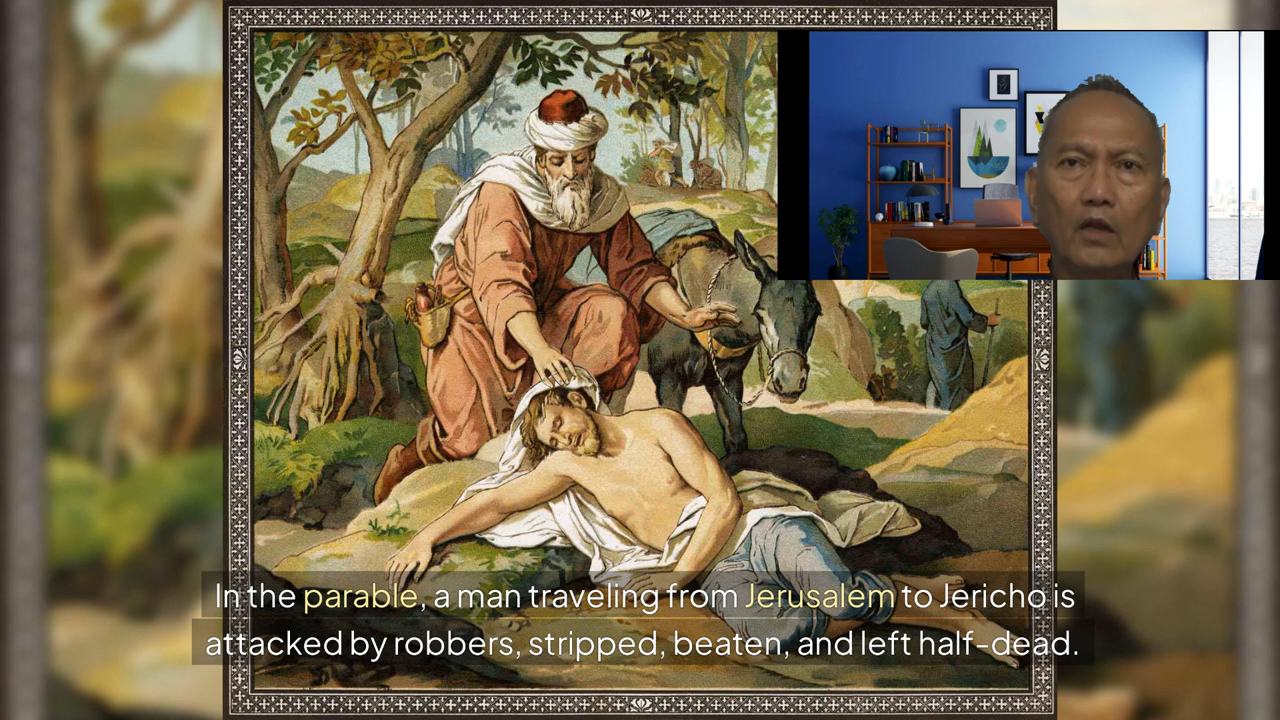 In the parable, a man traveling from Jerusalem to Jericho is
attacked by robbers, stripped, beaten, and left half-dead.